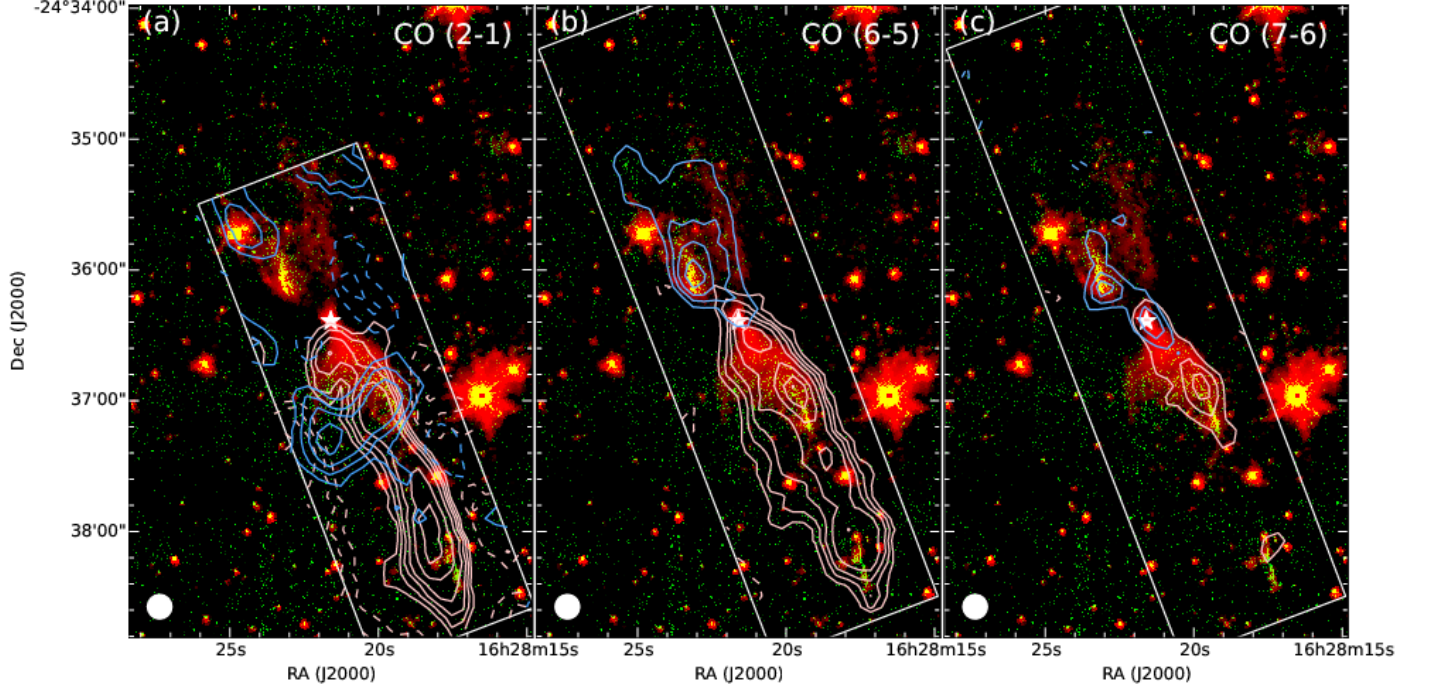 -24°34'00"
(a)
CO (2-1)
(b)
CO (6-5)
(c)
CO (7-6)
35'00"
36'00"
37'00"
38'00"
Dec (J2000)
25s
20s
16h28m15s
25s
20s
16h28m15s
25s
20s
16h28m15s
RA (J2000)
RA (J2000)
RA (J2000)